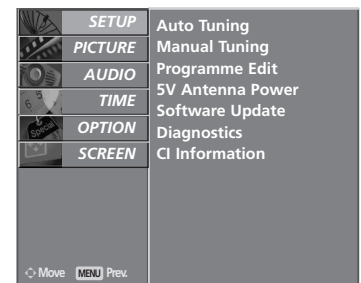 SETUP
PICTURE
AUDIO
TIME
OPTION
SCREEN
Auto Tuning
Manual Tuning
Programme Edit
5V Antenna Power
Software Update
Diagnostics
CI Information
Special
Move MENU Prev.